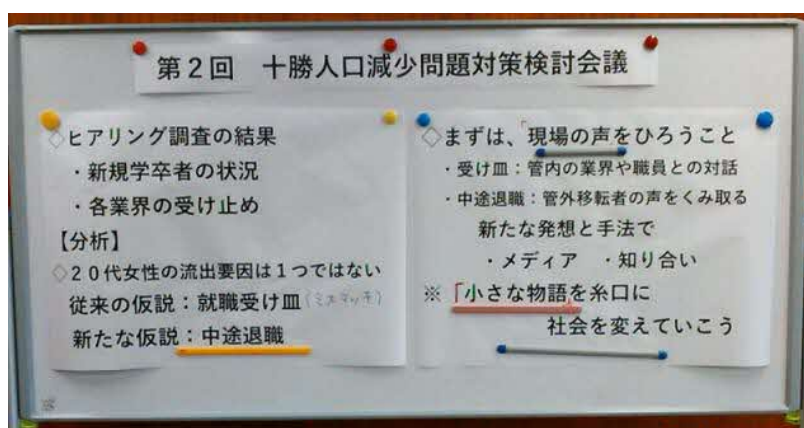 第２回　十勝人口減少問題対策検討会議
◇ヒアリング調査の結果
・新規学卒者の状況
・各業界の受け止め
【分析】
◇２０代女性の流出要因は１つではない
従来の仮説：就職受け皿（ミスマッチ）
新たな仮説：中途退職
◇まずは、「現場の声をひろうこと
・受け皿：管内の業界や職員との対話
・中途退職：管外移転者の声をくみ取る
新たな発想と手法で
・メディア　・知り合い
※「小さな物語を糸口に
社会を変えていこう